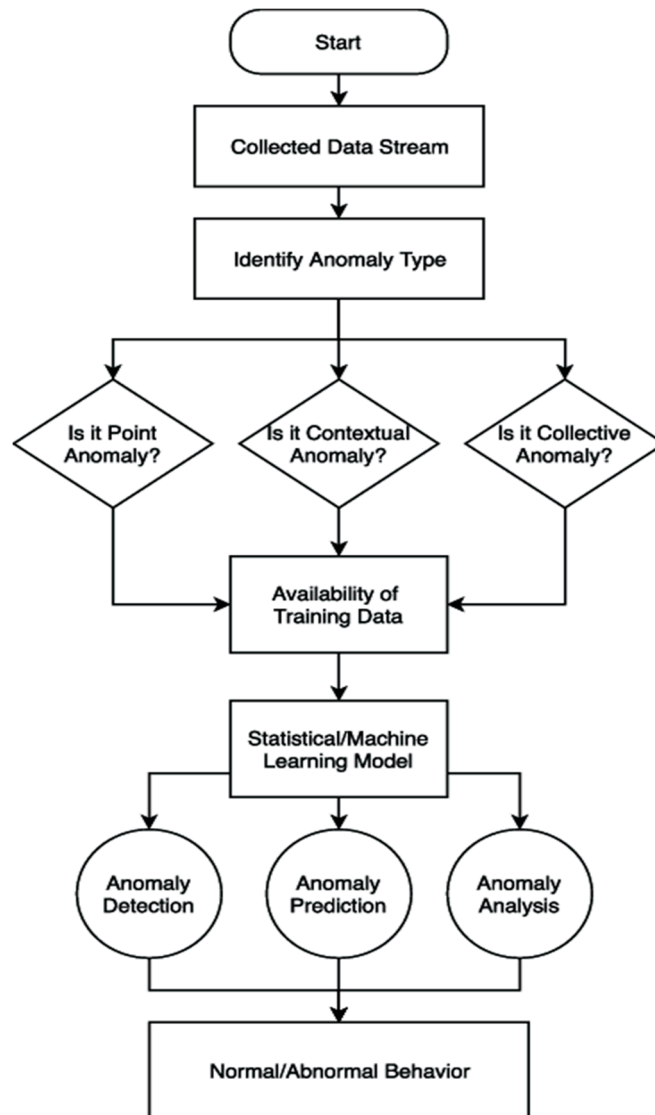 Start
Collected Data Stream
Identify Anomaly Type
Is it Point
Anomaly?
Is it Contextual
Anomaly?
Is it Collective
Anomaly?
Availability of
Training Data
Statistical/Machine
Learning Model
Anomaly
Detection
Anomaly
Prediction
Anomaly
Analysis
Normal/Abnormal Behavior